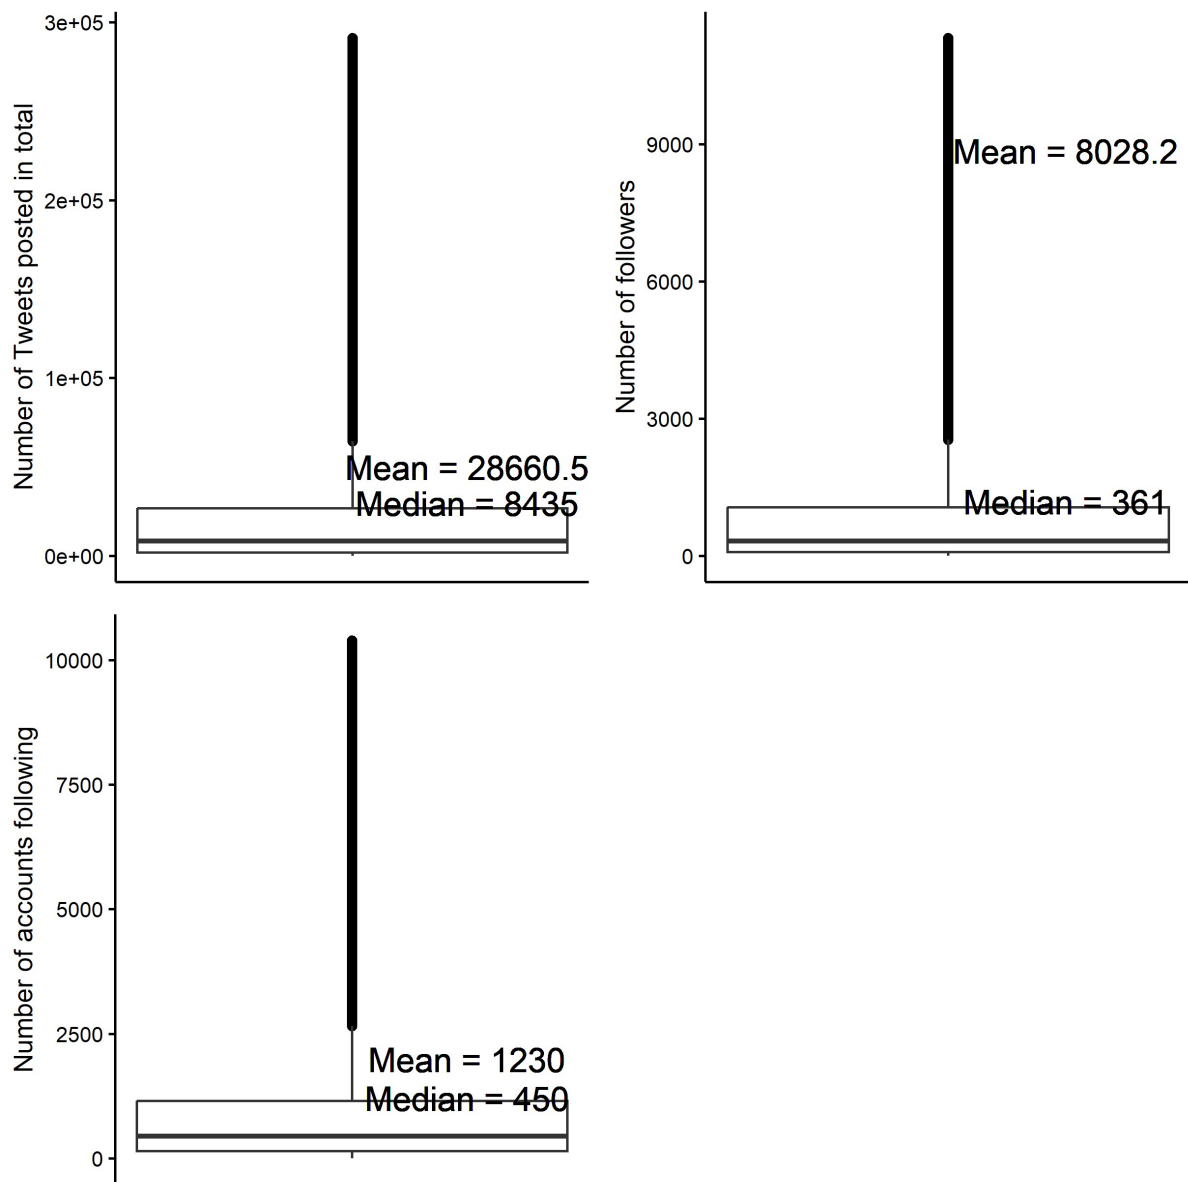 Number of Tweets posted in total
3e+05
2e+05
1e+05
0e+00
Mean = 28660.5
Median = 8435
Number of followers
9000
6000
3000
0
Mean = 8028.2
Median = 361
Number of accounts following
10000
7500
5000
2500
0
Mean = 1230
Median = 450